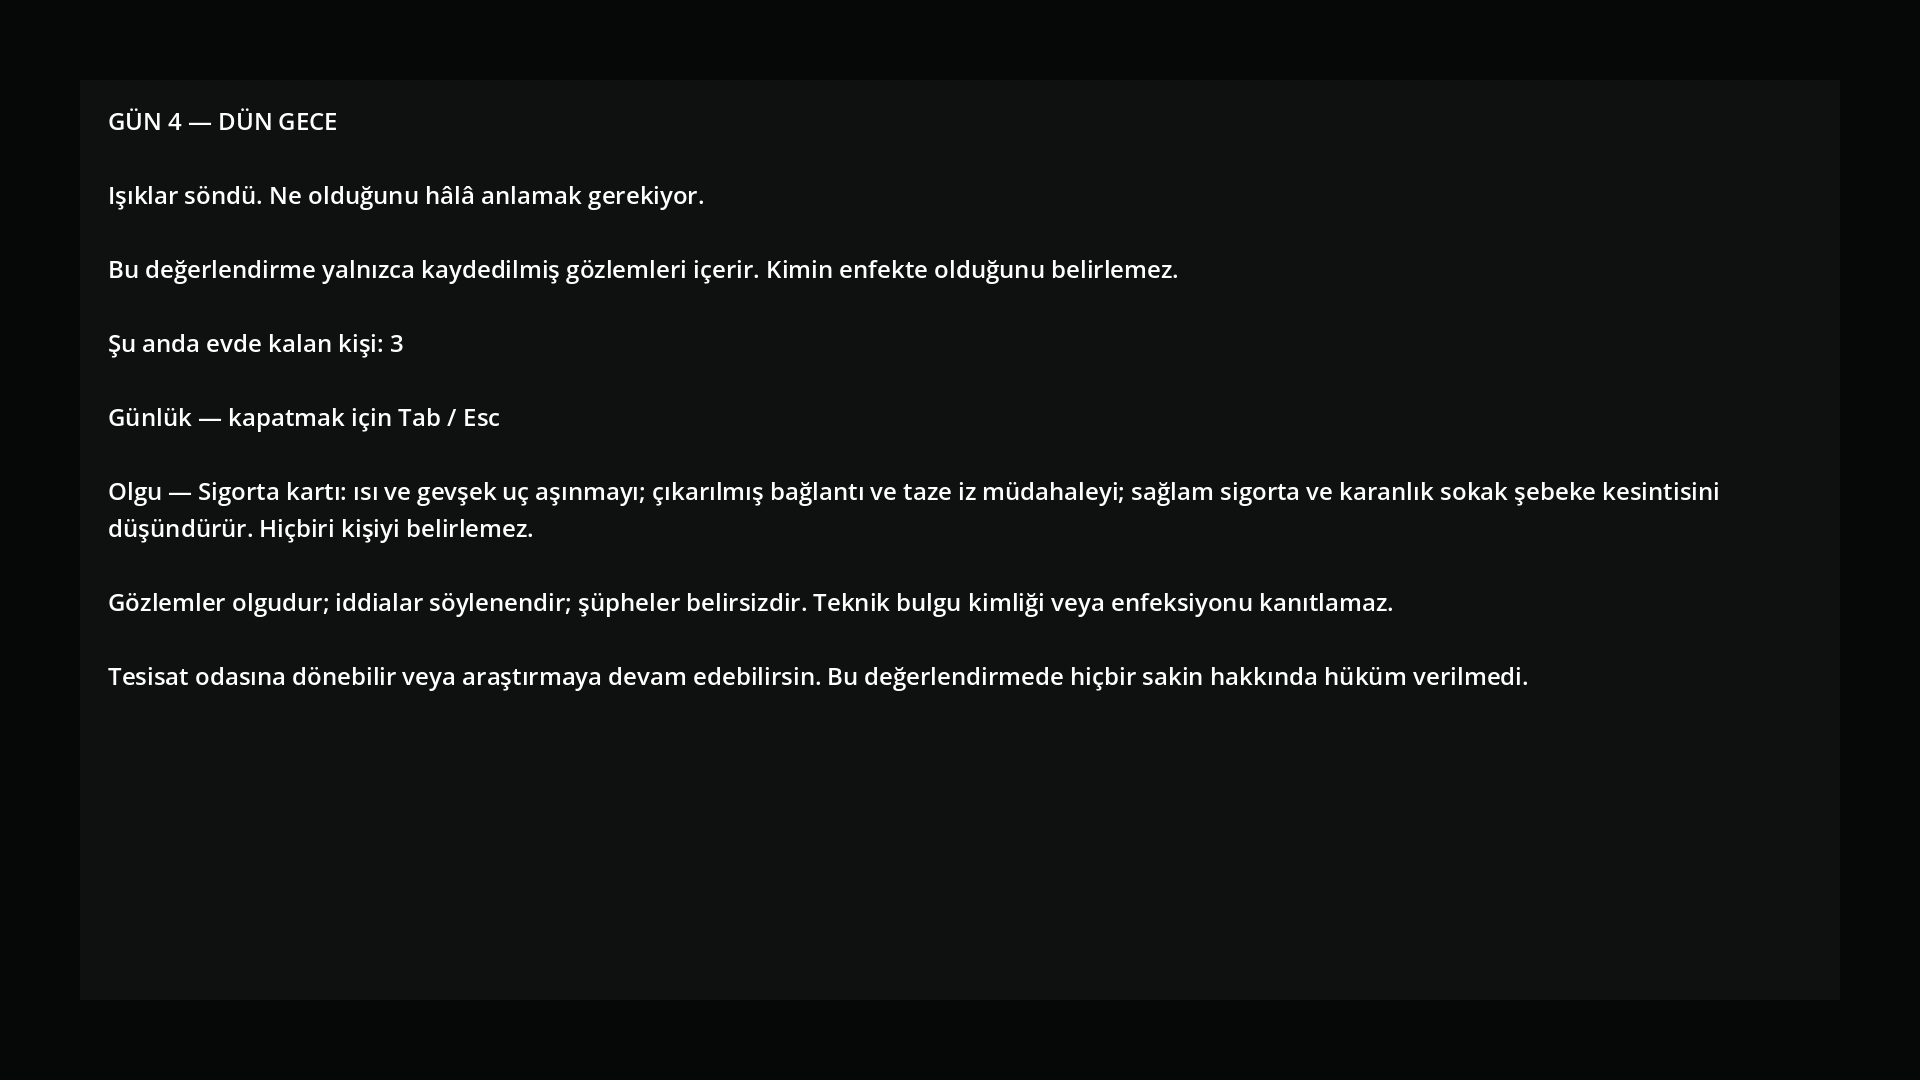 GÜN 4 — DÜN GECE
Işıklar söndü. Ne olduğunu hâlâ anlamak gerekiyor.
Bu değerlendirme yalnızca kaydedilmiş gözlemleri içerir. Kimin enfekte olduğunu belirlemez.
Şu anda evde kalan kişi: 3
Günlük — kapatmak için Tab / Esc
Olgu — Sigorta kartı: ısı ve gevşek uç aşınmayı; çıkarılmış bağlantı ve taze iz müdahaleyi; sağlam sigorta ve karanlık sokak şebeke kesintisini
düşündürür. Hiçbiri kişiyi belirlemez.
Gözlemler olgudur; iddialar söylenendir; şüpheler belirsizdir. Teknik bulgu kimliği veya enfeksiyonu kanıtlamaz.
Tesisat odasına dönebilir veya araştırmaya devam edebilirsin. Bu değerlendirmede hiçbir sakin hakkında hüküm verilmedi.